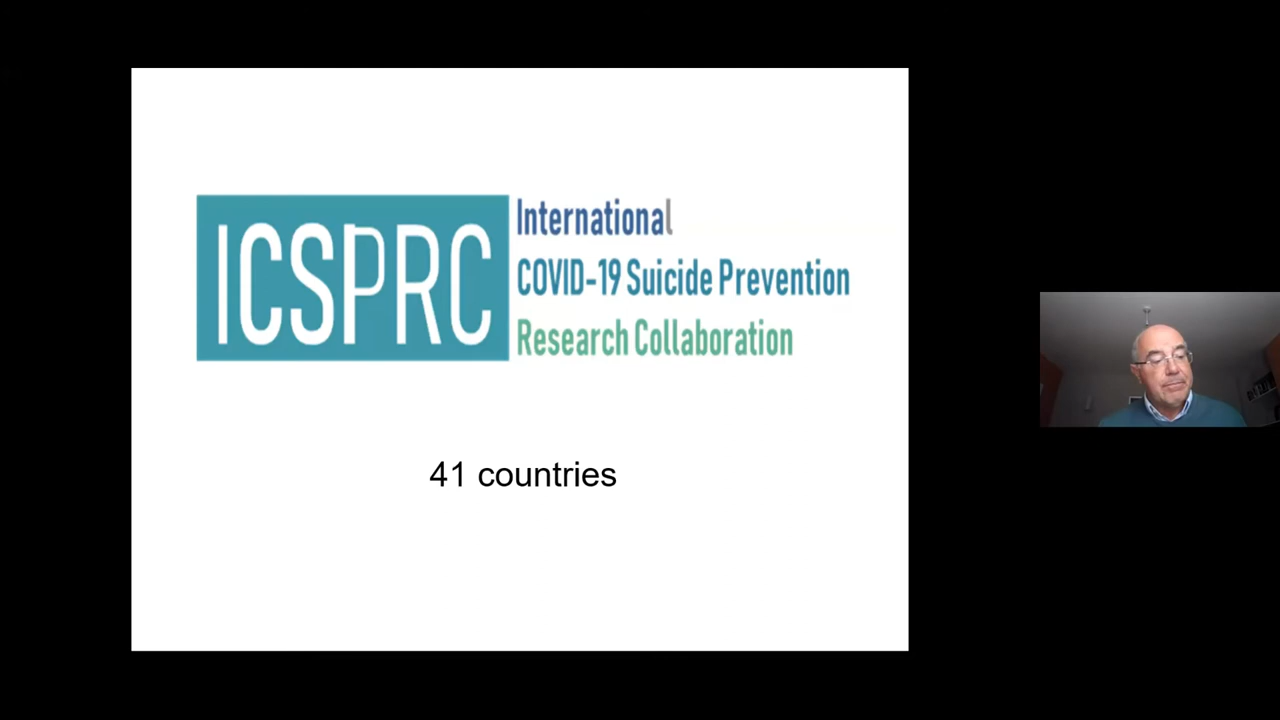 ICSPRC
International
COVID-19 Suicide Prevention
Research Collaboration
41 countries